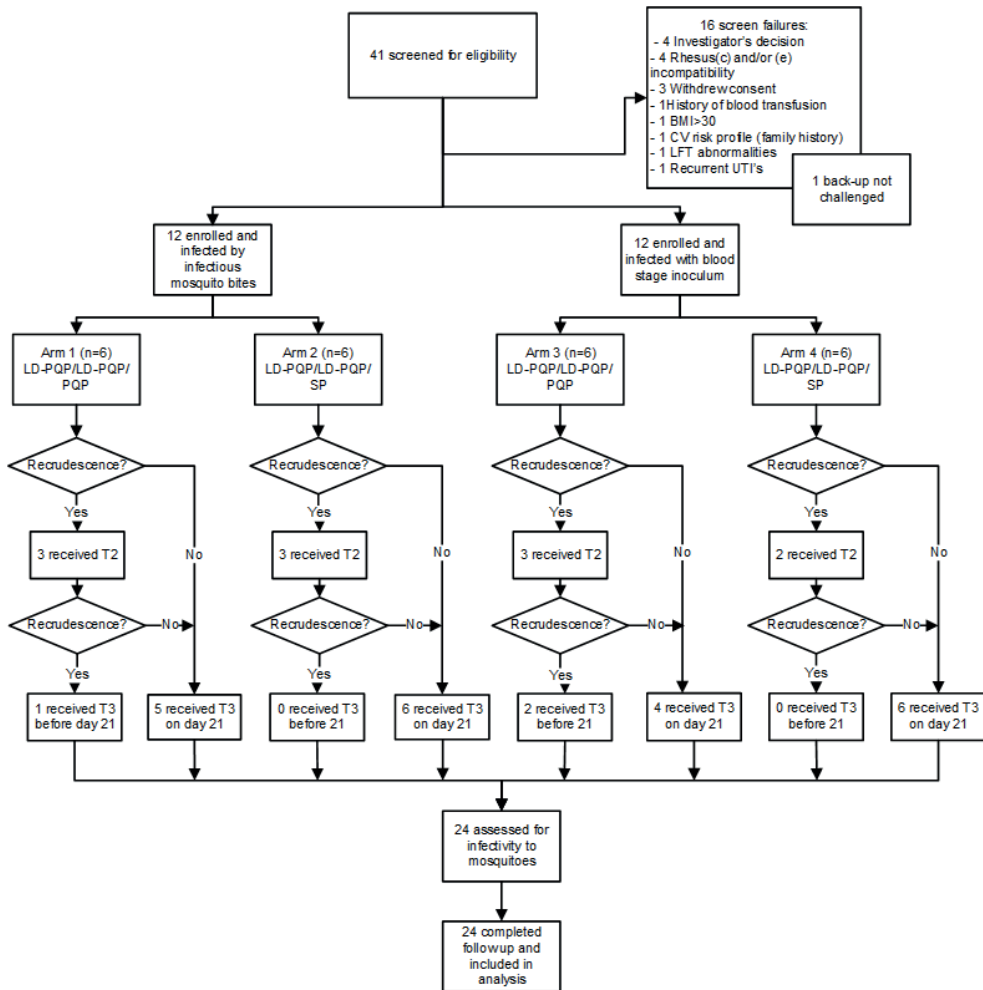 41 screened for eligibility
16 screen failures:
- 4 Investigator's decision
- 4 Rhesus(c) and/or (e)
incompatibility
- 3 Withdrew consent
- 1History of blood transfusion
- 1 BMI>30
- 1 CV risk profile (family history)
- 1 LFT abnormalities
- 1 Recurrent UTI's
1 back-up not
challenged
12 enrolled and
infected by
infectious
mosquito bites
12 enrolled and
infected with blood
stage inoculum
Arm 1 (n=6)
LD-PQP/LD-PQP/
PQP
Arm 2 (n=6)
LD-PQP/LD-PQP/
SP
Arm 3 (n=6)
LD-PQP/LD-PQP/
PQP
Arm 4 (n=6)
LD-PQP/LD-PQP/
SP
Recrudescence?
Recrudescence?
Recrudescence?
Recrudescence?
Yes
Yes
Yes
Yes
3 received T2
No
3 received T2
No
3 received T2
No
2 received T2
No
Recrudescence?
No
Recrudescence?
No
Recrudescence?
No
Recrudescence?
No
Yes
Yes
Yes
Yes
1 received T3
before day 21
5 received T3
on day 21
0 received T3
before 21
6 received T3
on day 21
2 received T3
before 21
4 received T3
on day 21
0 received T3
before 21
6 received T3
on day 21
24 assessed for
infectivity to
mosquitoes
24 completed
followup and
included in
analysis